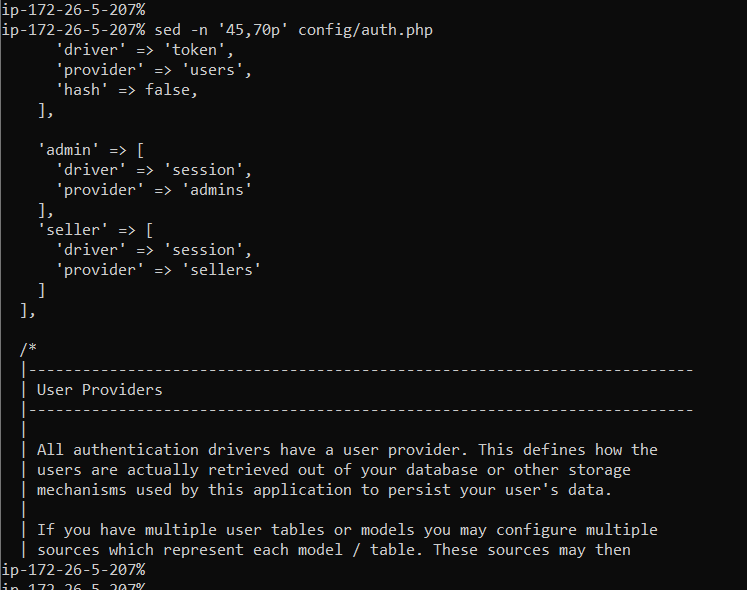 ip-172-26-5-207%
ip-172-26-5-207% sed -n '45,70p' config/auth.php
'driver' => 'token',
'provider' => 'users',
'hash' => false,
],
'admin' => [
'driver' => 'session',
'provider' => 'admins'
],
'seller' => [
'driver' => 'session',
'provider' => 'sellers'
]
],
/*
|--------------------------------------------------------------------------
| User Providers
|--------------------------------------------------------------------------
|
| All authentication drivers have a user provider. This defines how the
| users are actually retrieved out of your database or other storage
| mechanisms used by this application to persist your user's data.
|
| If you have multiple user tables or models you may configure multiple
| sources which represent each model / table. These sources may then
ip-172-26-5-207%
ip-172-26-5-207%